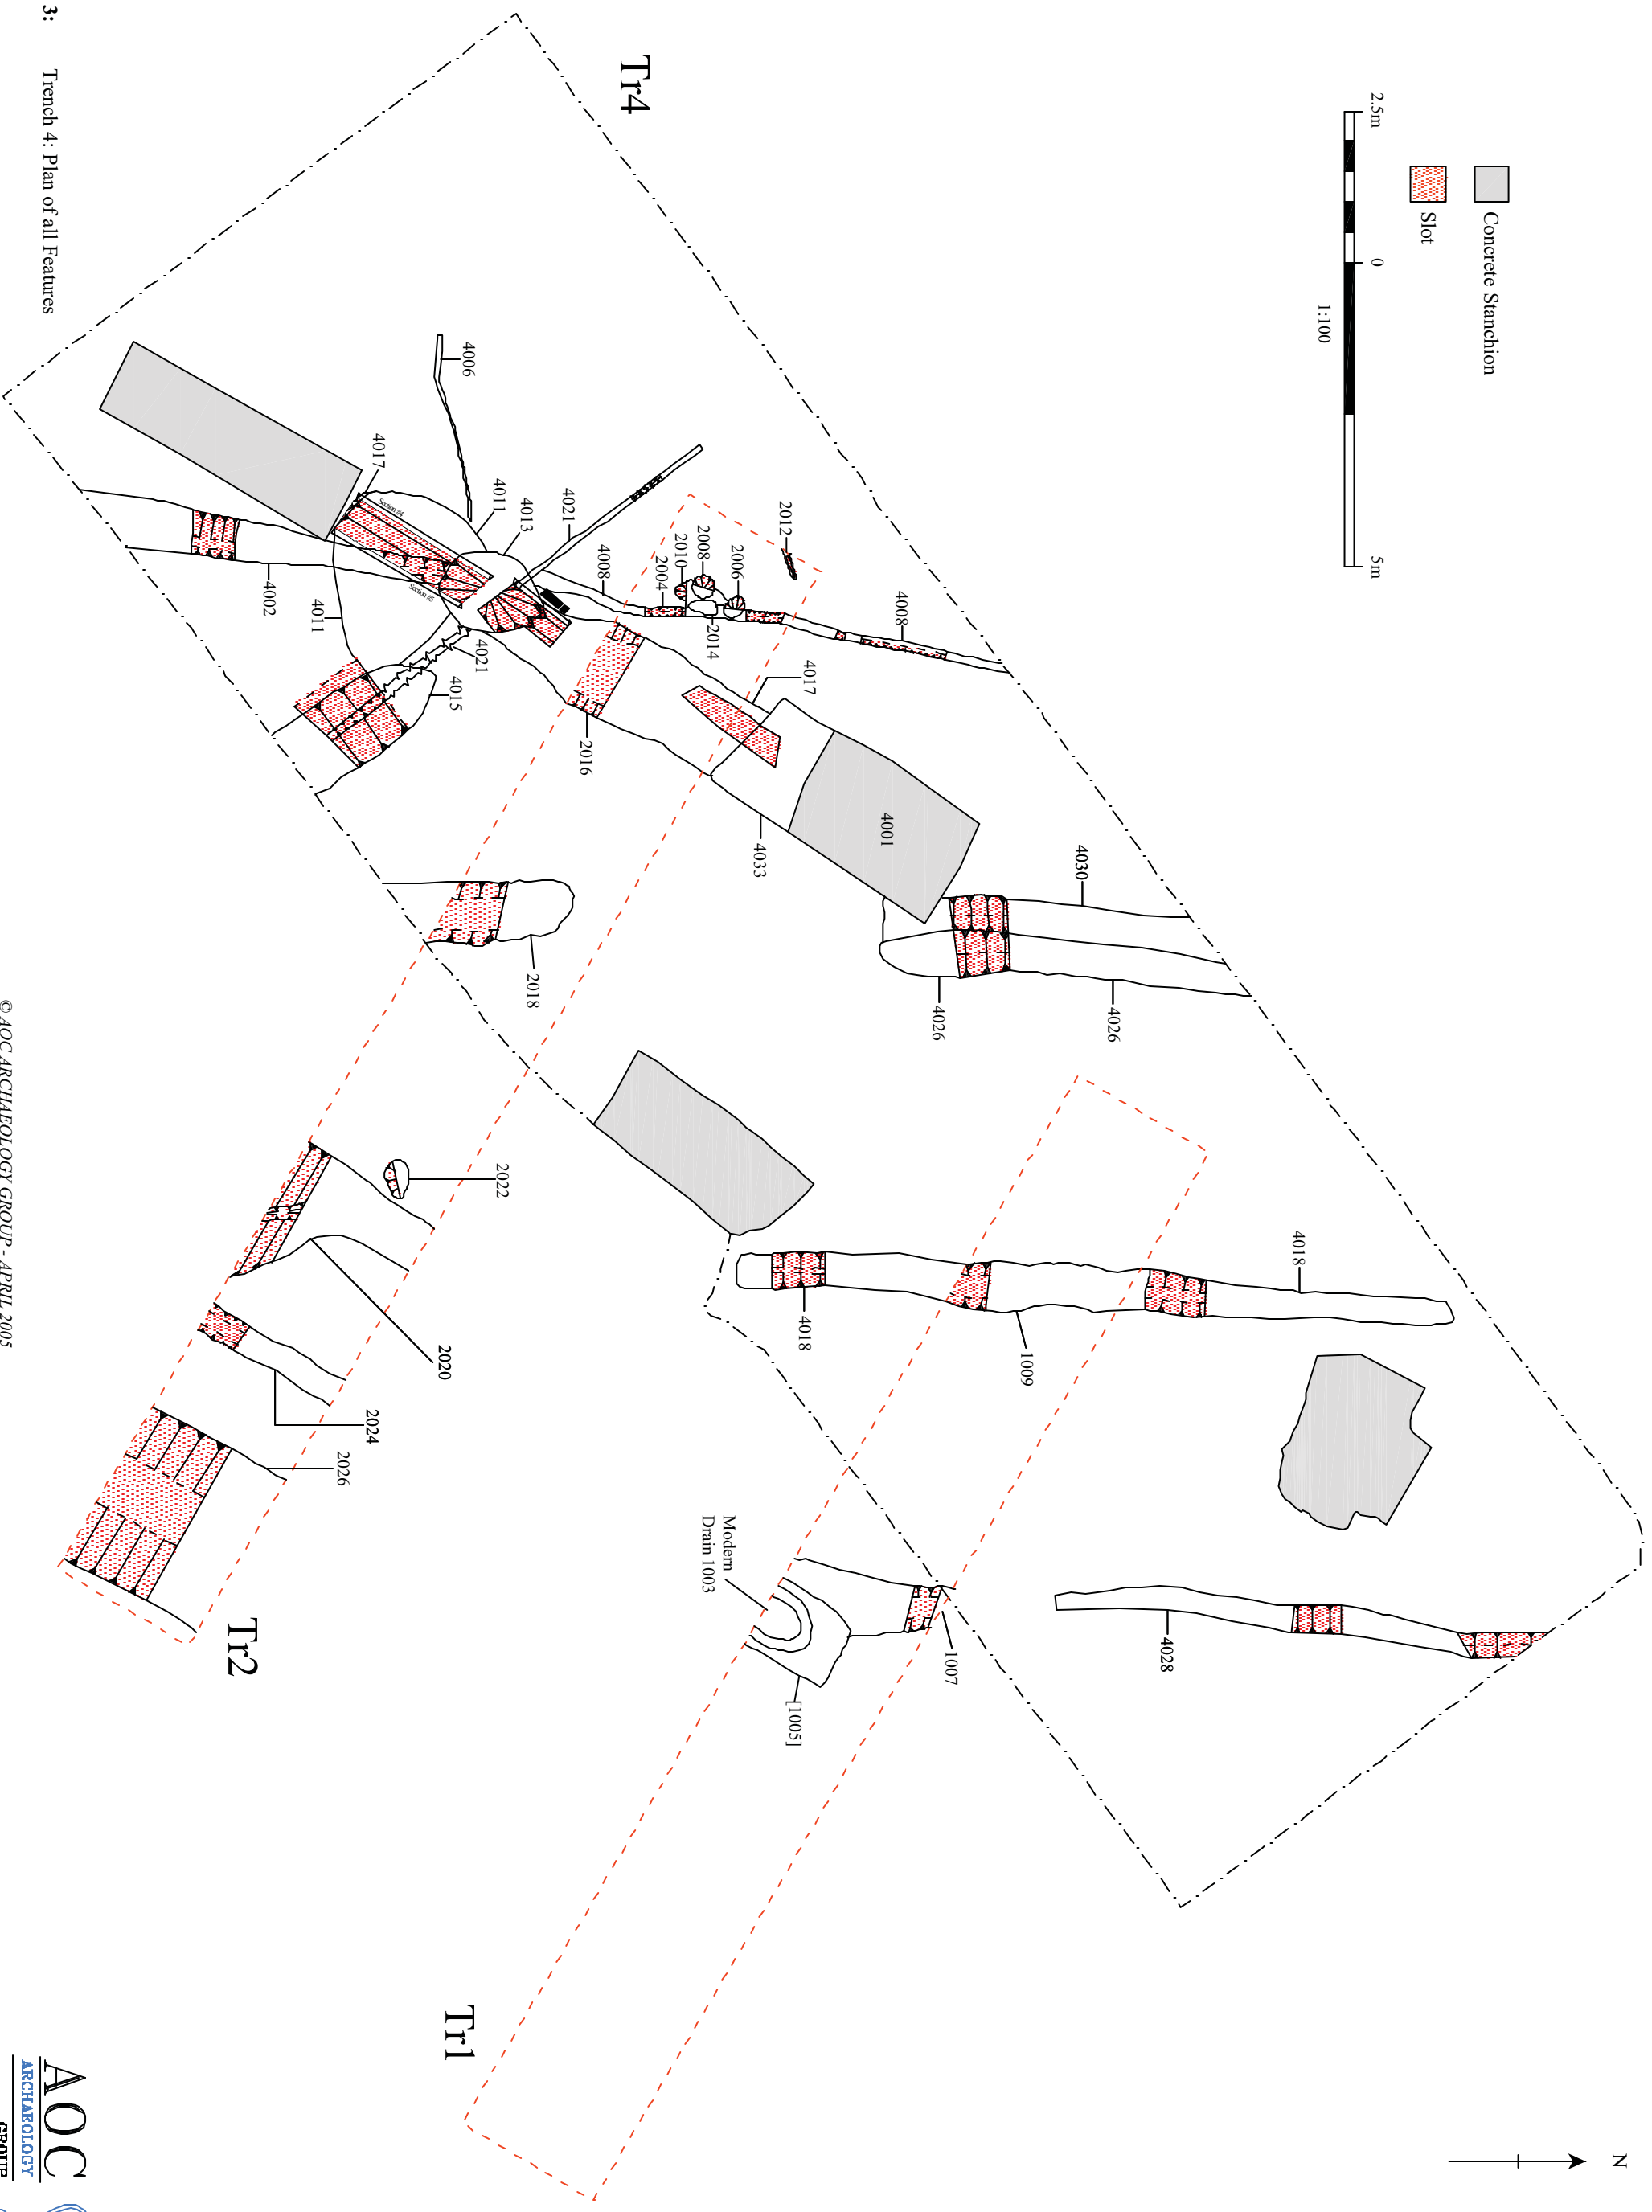 N
Concrete Stanchion
Slot
2.5m
0
5m
1:100
Tr4
4030
4026
4026
4001
4033
4018
4018
1009
4028
2012
4008
2006
2008
2010
2004
2014
4008
4017
4021
4013
4011
4006
4017
Section #4
Section #5
4002
4011
4021
4015
2016
2018
2022
2020
2024
2026
Tr2
Modern
Drain 1003
1007
[1005]
Tr1
3: Trench 4: Plan of all Features
© AOC ARCHAEOLOGY GROUP - APRIL 2005
AOC
ARCHAEOLOGY
GROUP